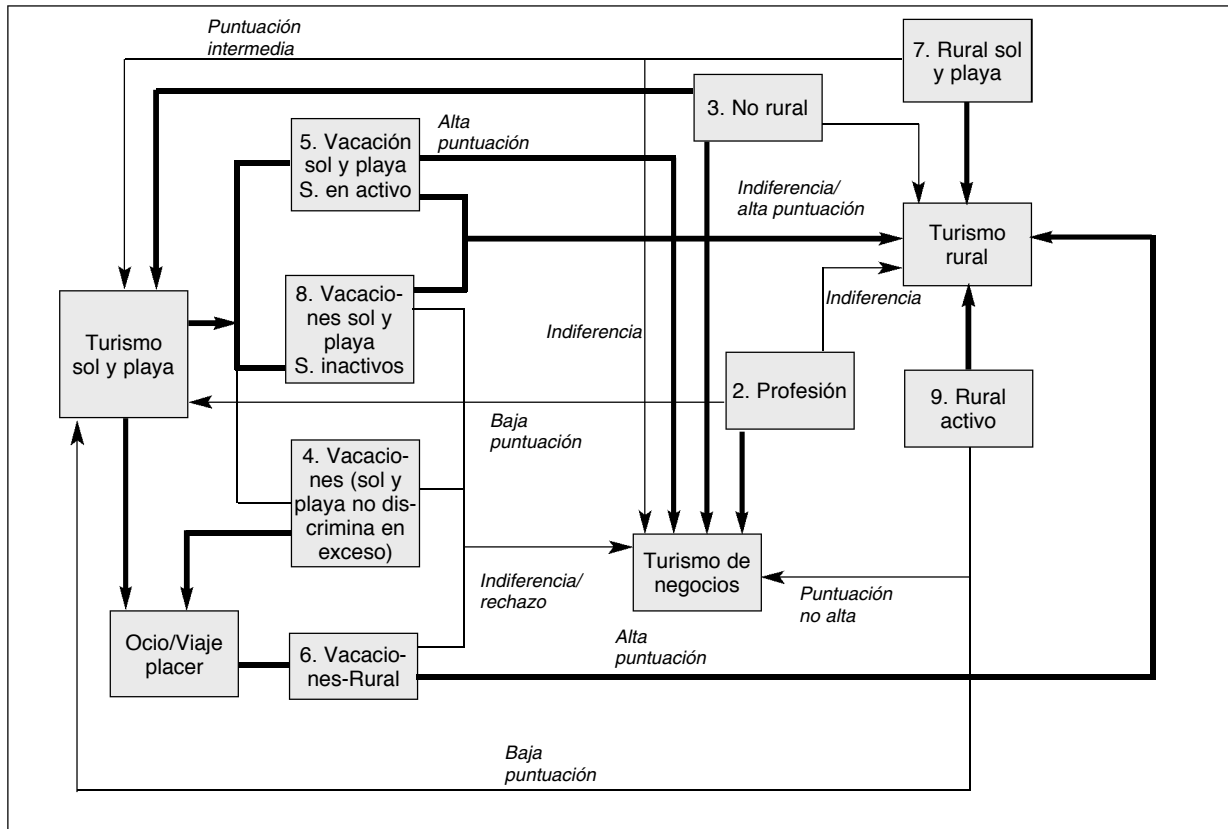 Puntuación
intermedia
7. Rural sol
y playa
3. No rural
5. Vacación
sol y playa
S. en activo
Alta
puntuación
Indiferencia/
alta puntuación
Turismo
rural
8. Vacacio-
nes sol y
playa
S. inactivos
Indiferencia
Turismo
sol y playa
Indiferencia
2. Profesión
9. Rural
activo
Baja
puntuación
4. Vacacio-
nes (sol y
playa no dis-
crimina en
exceso)
Turismo de
negocios
Indiferencia/
rechazo
Puntuación
no alta
Ocio/Viaje
placer
6. Vacacio-
nes-Rural
Alta
puntuación
Baja
puntuación